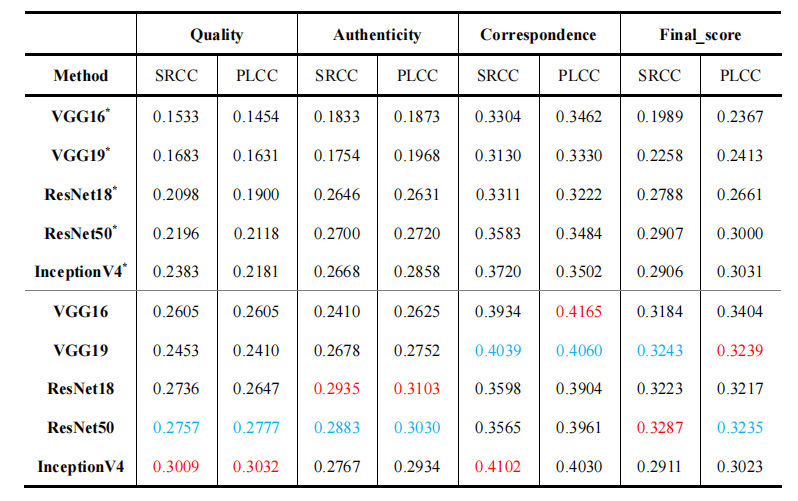 Quality Authenticity Correspondence Final_score
Method SRCC PLCC SRCC PLCC SRCC PLCC SRCC PLCC
VGG16* 0.1533 0.1454 0.1833 0.1873 0.3304 0.3462 0.1989 0.2367
VGG19* 0.1683 0.1631 0.1754 0.1968 0.3130 0.3330 0.2258 0.2413
ResNet18* 0.2098 0.1900 0.2646 0.2631 0.3311 0.3222 0.2788 0.2661
ResNet50* 0.2196 0.2118 0.2700 0.2720 0.3583 0.3484 0.2907 0.3000
InceptionV4* 0.2383 0.2181 0.2668 0.2858 0.3720 0.3502 0.2906 0.3031
VGG16 0.2605 0.2605 0.2410 0.2625 0.3934 0.4165 0.3184 0.3404
VGG19 0.2453 0.2410 0.2678 0.2752 0.4039 0.4060 0.3243 0.3239
ResNet18 0.2736 0.2647 0.2935 0.3103 0.3598 0.3904 0.3223 0.3217
ResNet50 0.2757 0.2777 0.2883 0.3030 0.3565 0.3961 0.3287 0.3235
InceptionV4 0.3009 0.3032 0.2767 0.2934 0.4102 0.4030 0.2911 0.3023